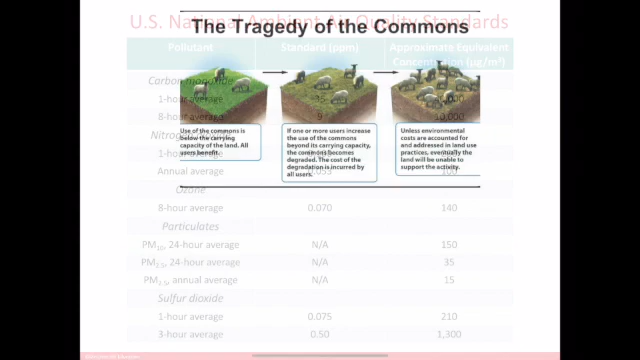 U.S. National Ambient Air Quality Standards
The Tragedy of the Commons
Pollutant Standard (ppm) Approximate Equivalent
Concentration (µg/m³)
Carbon monoxide
1-hour average 35
8-hour average 9 10,000
Use of the commons is
below the carrying
capacity of the land. All
users benefit.
If one or more users increase
the use of the commons
beyond its carrying capacity,
the commons becomes
degraded. The cost of the
degradation is incurred by
all users.
Unless environmental
costs are accounted for
and addressed in land use
practices, eventually the
land will be unable to
support the activity.
1-hour average
Annual average 0.053 100
Ozone
8-hour average 0.070 140
Particulates
PM10, 24-hour average N/A 150
PM2.5, 24-hour average N/A 35
PM2.5, annual average N/A 15
Sulfur dioxide
1-hour average 0.075 210
3-hour average 0.50 1,300